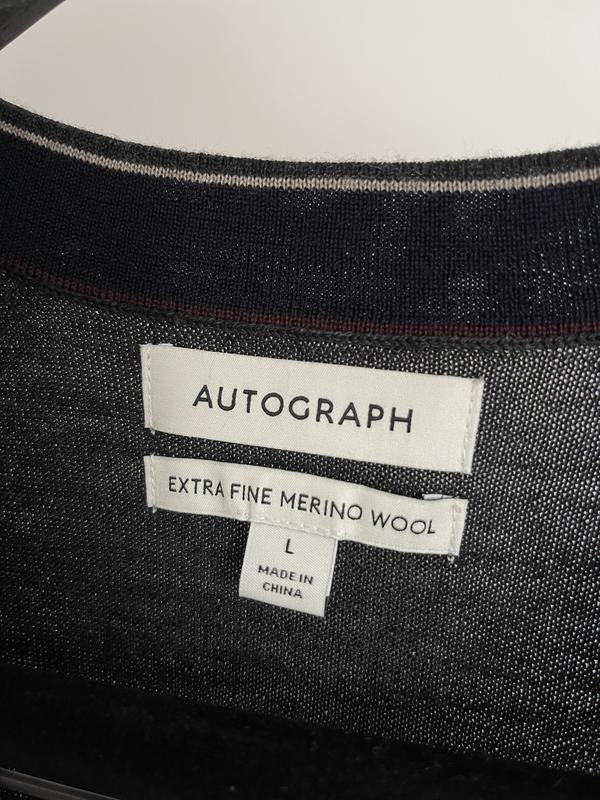 AUTOGRAPH
EXTRA FINE MERINO WOOL
L
MADE IN
CHINA